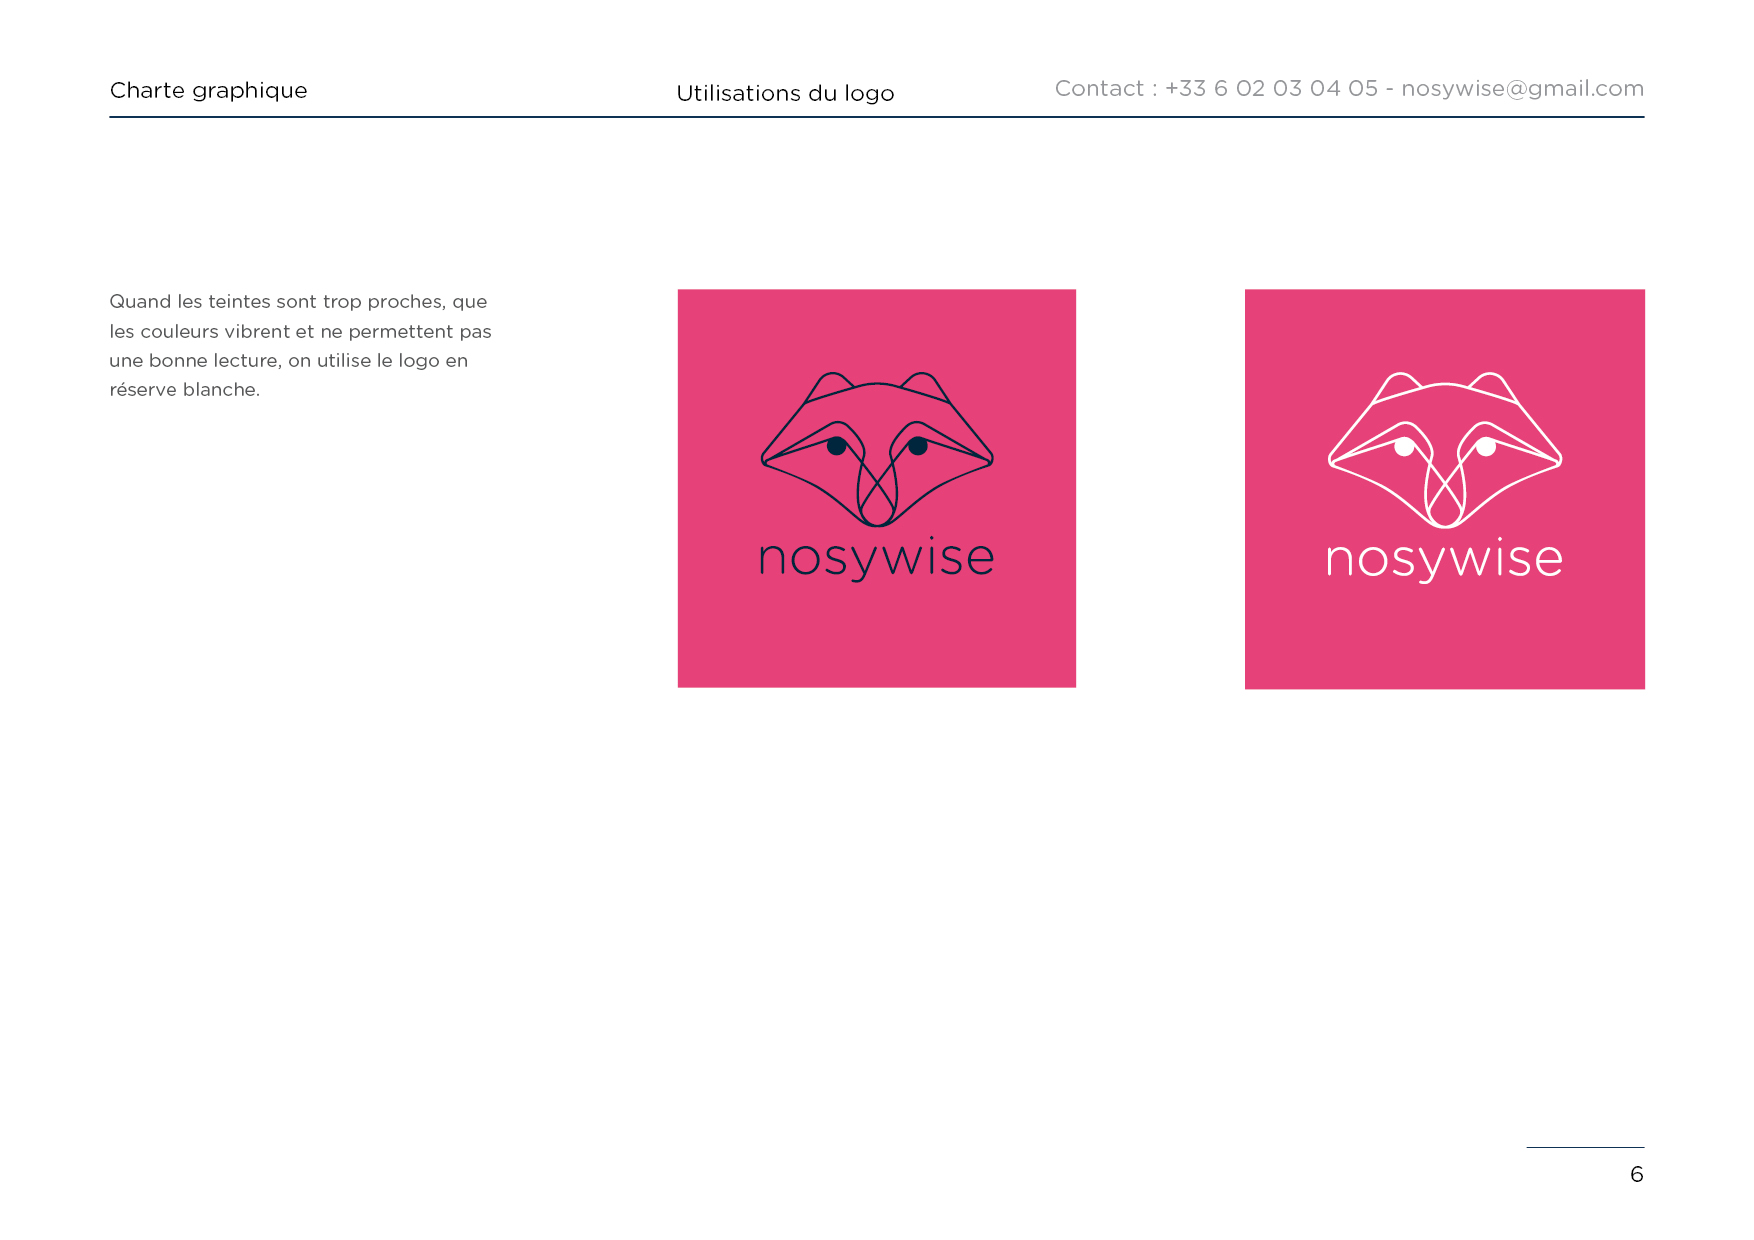 Charte graphique
Utilisations du logo
Contact : +33 6 02 03 04 05 - nosywise@gmail.com
Quand les teintes sont trop proches, que
les couleurs vibrent et ne permettent pas
une bonne lecture, on utilise le logo en
réserve blanche.
nosywise
nosywise
6